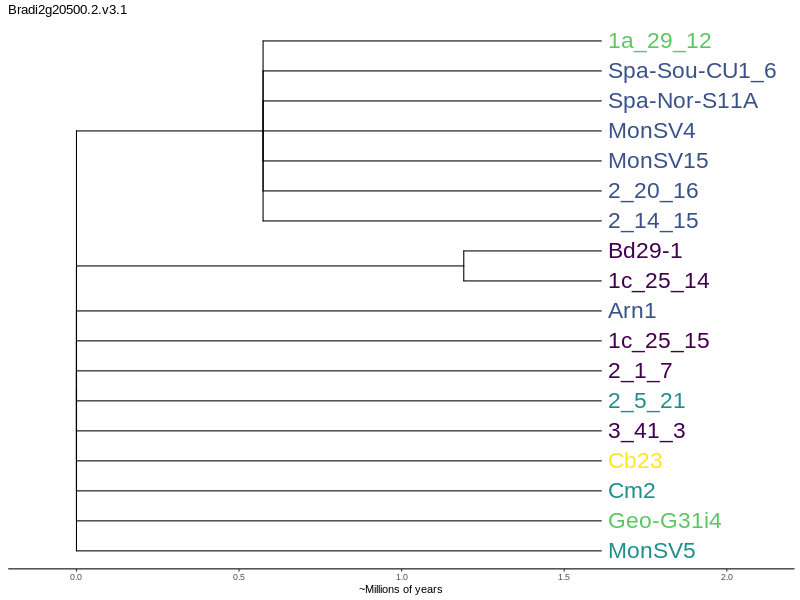 Bradi2g20500.2.v3.1
1a_29_12
Spa-Sou-CU1_6
Spa-Nor-S11A
MonSV4
MonSV15
2_20_16
2_14_15
Bd29-1
1c_25_14
Arn1
1c_25_15
2_1_7
2_5_21
3_41_3
Cb23
Cm2
Geo-G31i4
MonSV5
0.0 0.5 1.0 1.5 2.0
~Millions of years